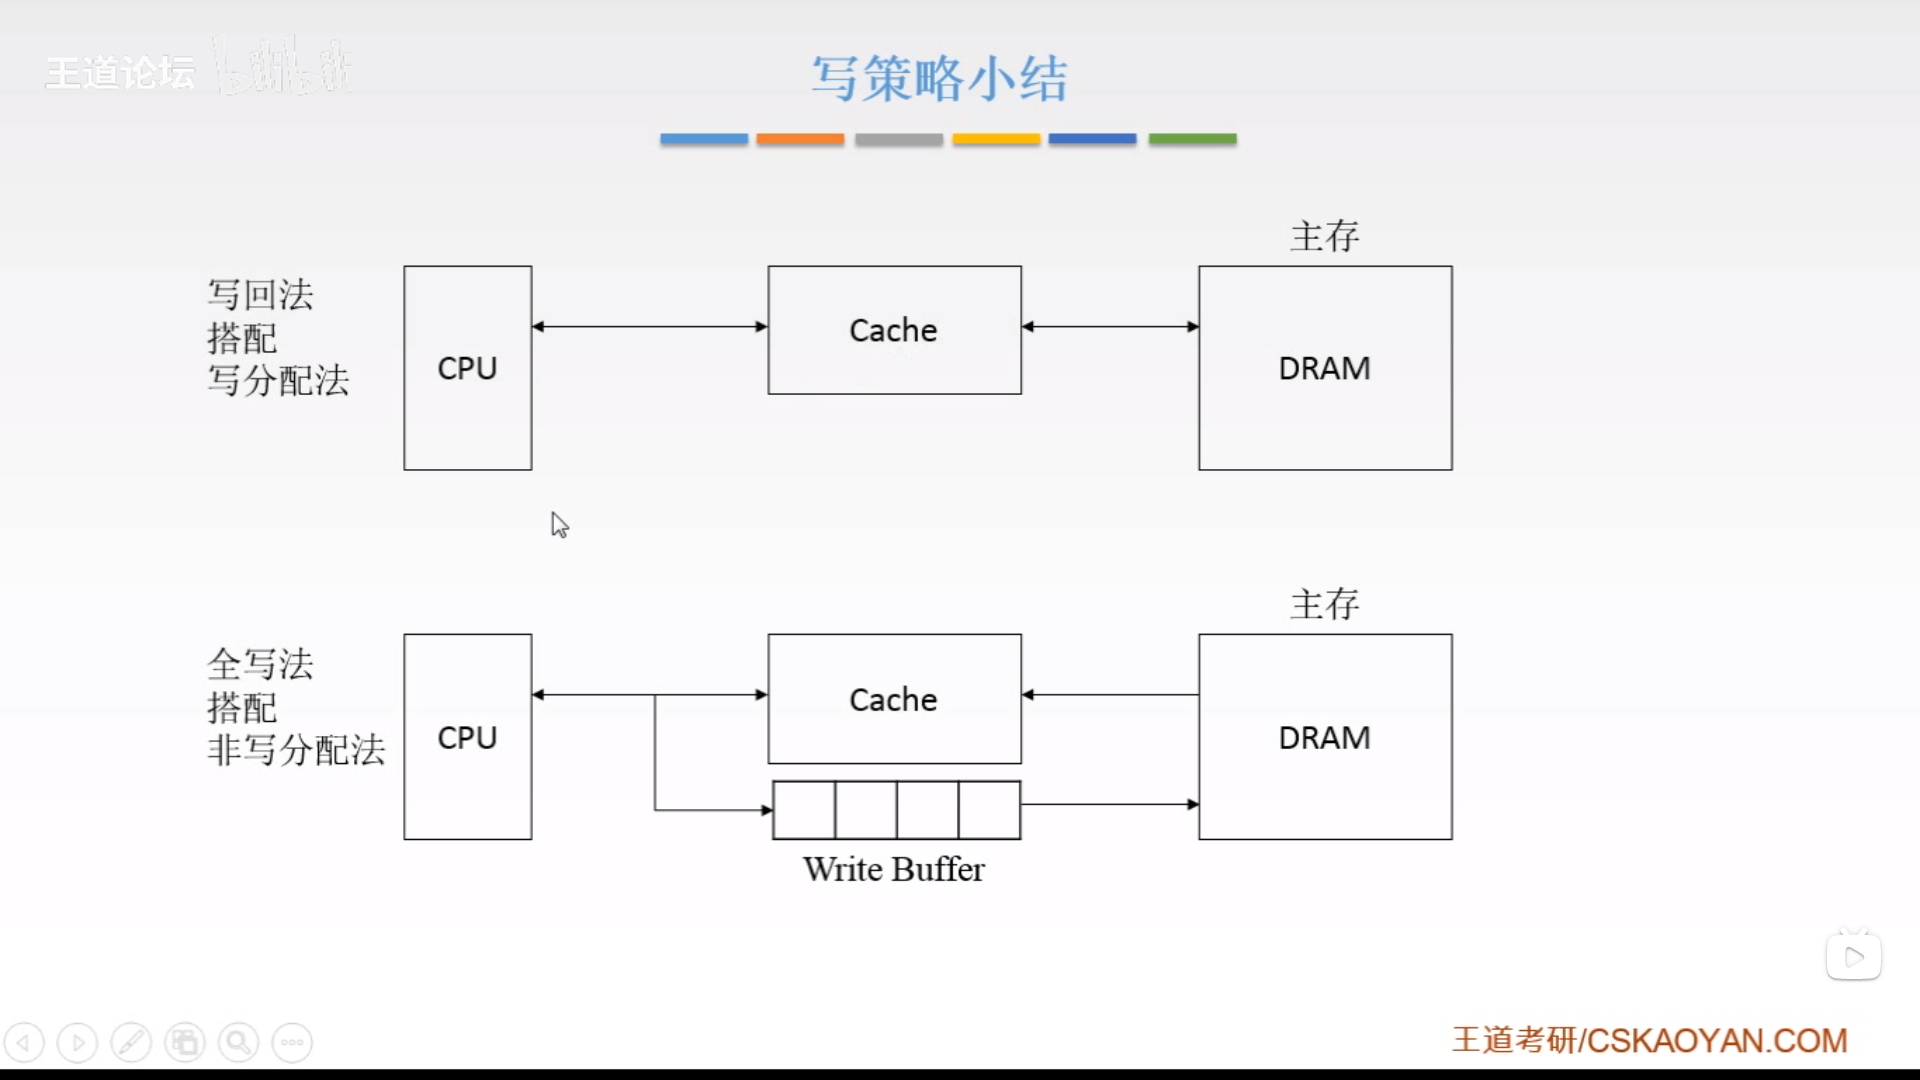 王道论坛 bilibili
写策略小结
主存
写回法
搭配
写分配法
CPU
Cache
DRAM
主存
全写法
搭配
非写分配法
CPU
Cache
DRAM
Write Buffer
王道考研/CSKAOYAN.COM